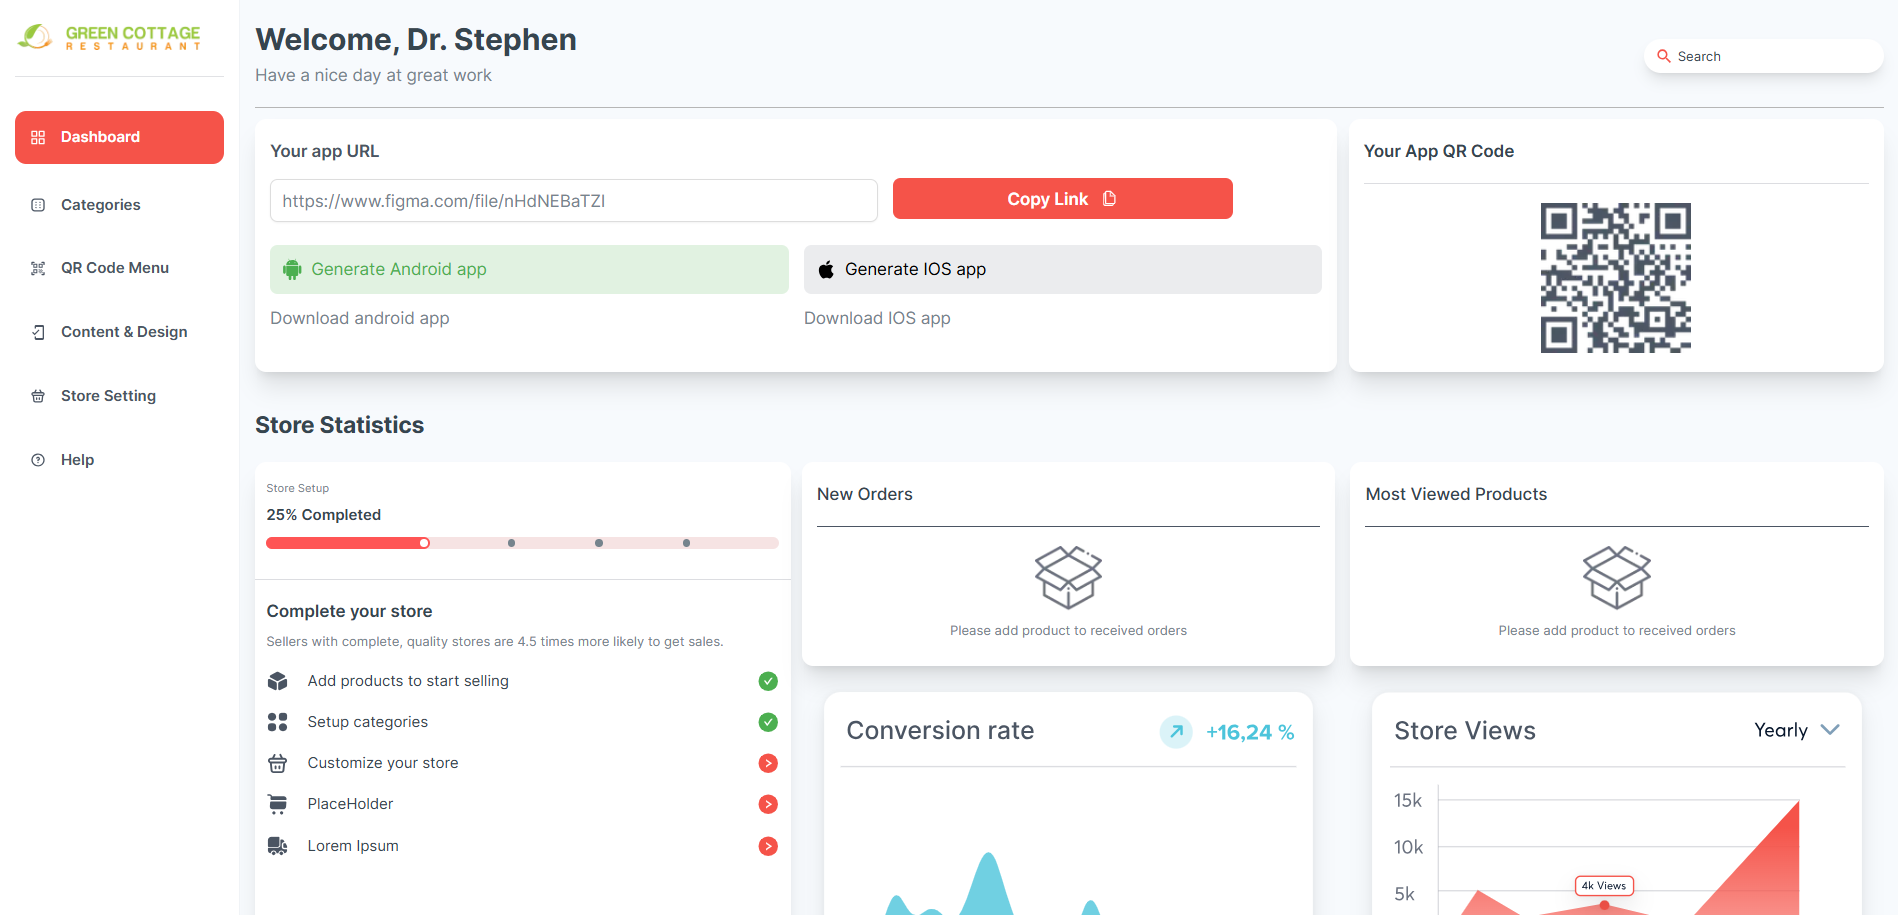 GREEN COTTAGE
RESTAURANT
Dashboard
Categories
QR Code Menu
Content & Design
Store Setting
Help
Welcome, Dr. Stephen
Have a nice day at great work
Search
Your app URL
https://www.figma.com/file/nHdNEBaTZI
Copy Link
Generate Android app
Generate IOS app
Download android app
Download IOS app
Your App QR Code
Store Statistics
Store Setup
25% Completed
Complete your store
Sellers with complete, quality stores are 4.5 times more likely to get sales.
Add products to start selling
Setup categories
Customize your store
PlaceHolder
Lorem Ipsum
New Orders
Please add product to received orders
Most Viewed Products
Please add product to received orders
Conversion rate
+16,24 %
Store Views
Yearly
15k
10k
5k
4k Views